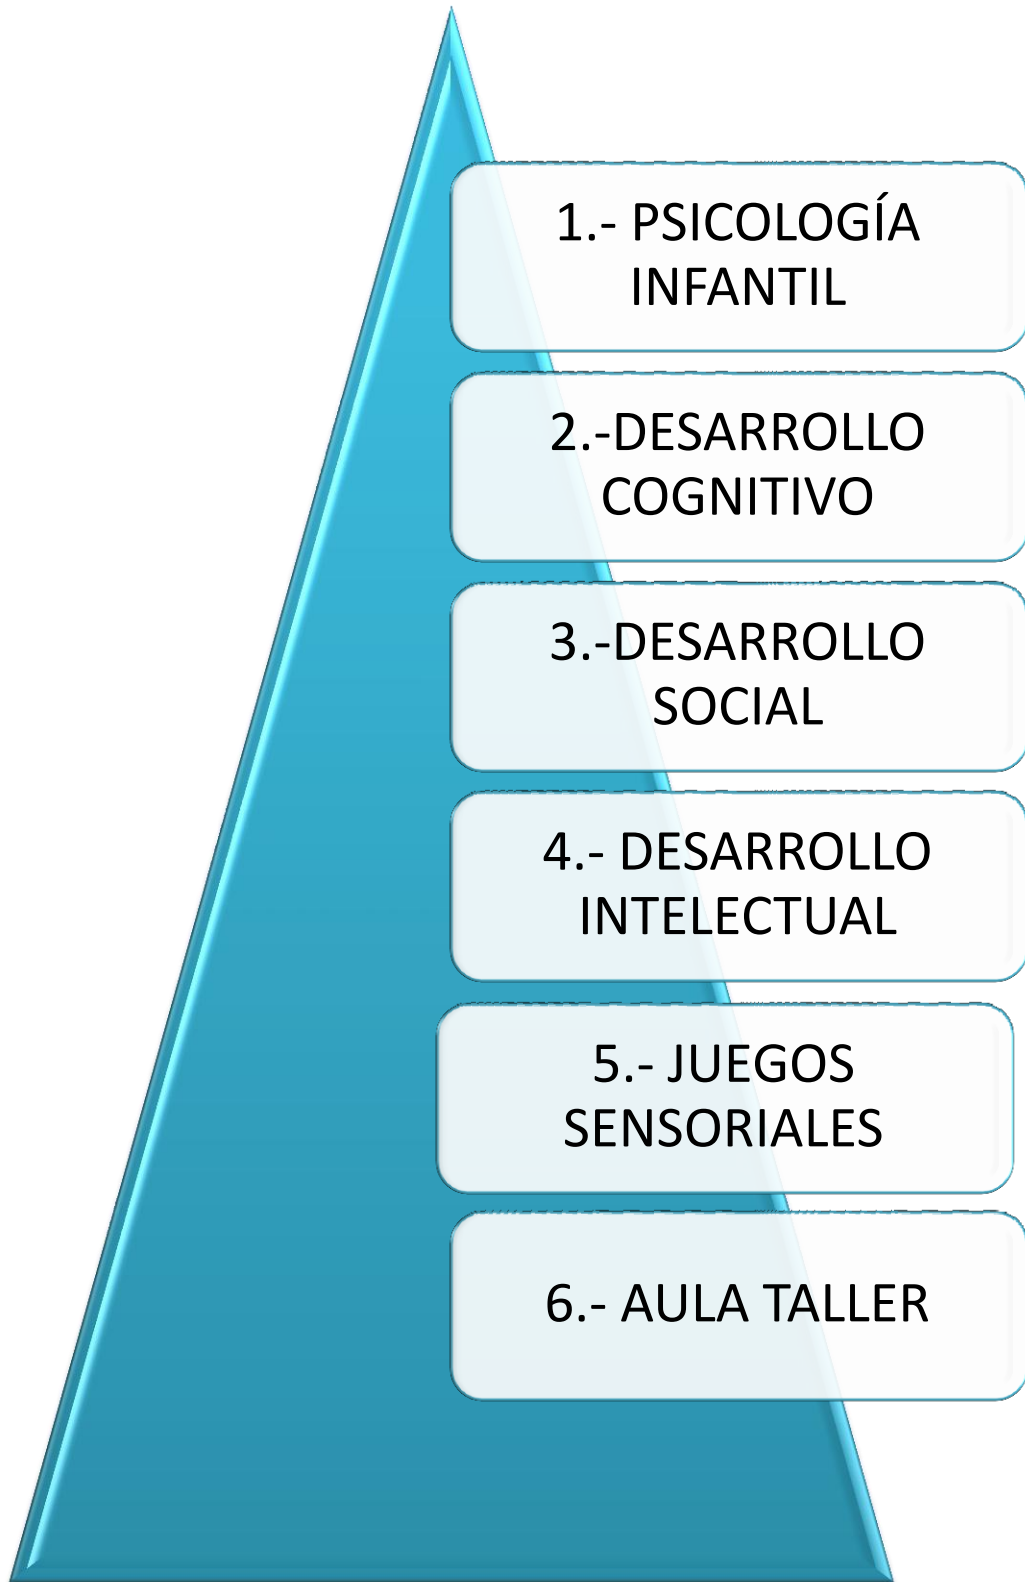 1.- PSICOLOGÍA
INFANTIL
2.-DESARROLLO
COGNITIVO
3.-DESARROLLO
SOCIAL
4.- DESARROLLO
INTELECTUAL
5.- JUEGOS
SENSORIALES
6.- AULA TALLER